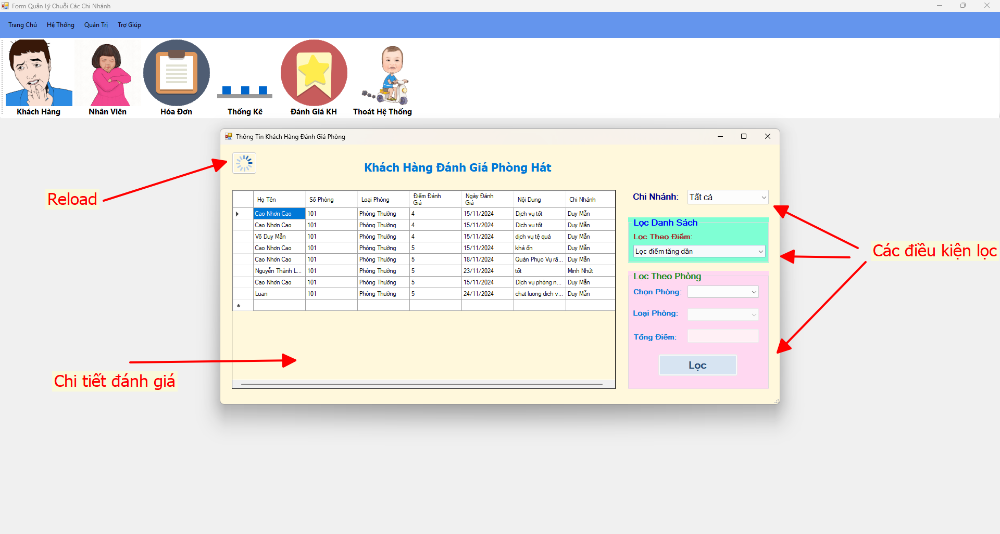 Form Quản Lý Chuỗi Các Chi Nhánh
Trang Chủ Hệ Thống Quản Trị Trợ Giúp
Khách Hàng Nhân Viên Hóa Đơn Thống Kê Đánh Giá KH Thoát Hệ Thống
Thông Tin Khách Hàng Đánh Giá Phòng
Khách Hàng Đánh Giá Phòng Hát
Reload
Họ Tên Số Phòng Loại Phòng Điểm Đánh Giá Ngày Đánh Giá Nội Dung Chi Nhánh
Cao Nhơn Cao 101 Phòng Thường 4 15/11/2024 Dịch vụ tốt Duy Mẫn
Cao Nhơn Cao 101 Phòng Thường 4 15/11/2024 Dịch vụ tốt Duy Mẫn
Võ Duy Mẫn 101 Phòng Thường 4 15/11/2024 dịch vụ tệ quá Duy Mẫn
Cao Nhơn Cao 101 Phòng Thường 5 15/11/2024 khá ổn Duy Mẫn
Cao Nhơn Cao 101 Phòng Thường 5 18/11/2024 Quán Phục Vụ rấ... Duy Mẫn
Nguyễn Thành L... 101 Phòng Thường 5 23/11/2024 tốt Minh Nhút
Cao Nhơn Cao 101 Phòng Thường 5 15/11/2024 Dịch vụ phòng n... Duy Mẫn
Luan 101 Phòng Thường 5 24/11/2024 chat luong dich v... Duy Mẫn
Chi tiết đánh giá
Chi Nhánh: Tất cả
Lọc Danh Sách
Lọc Theo Điểm:
Lọc điểm tăng dần
Lọc Theo Phòng
Chọn Phòng:
Loại Phòng:
Tổng Điểm:
Lọc
Các điều kiện lọc